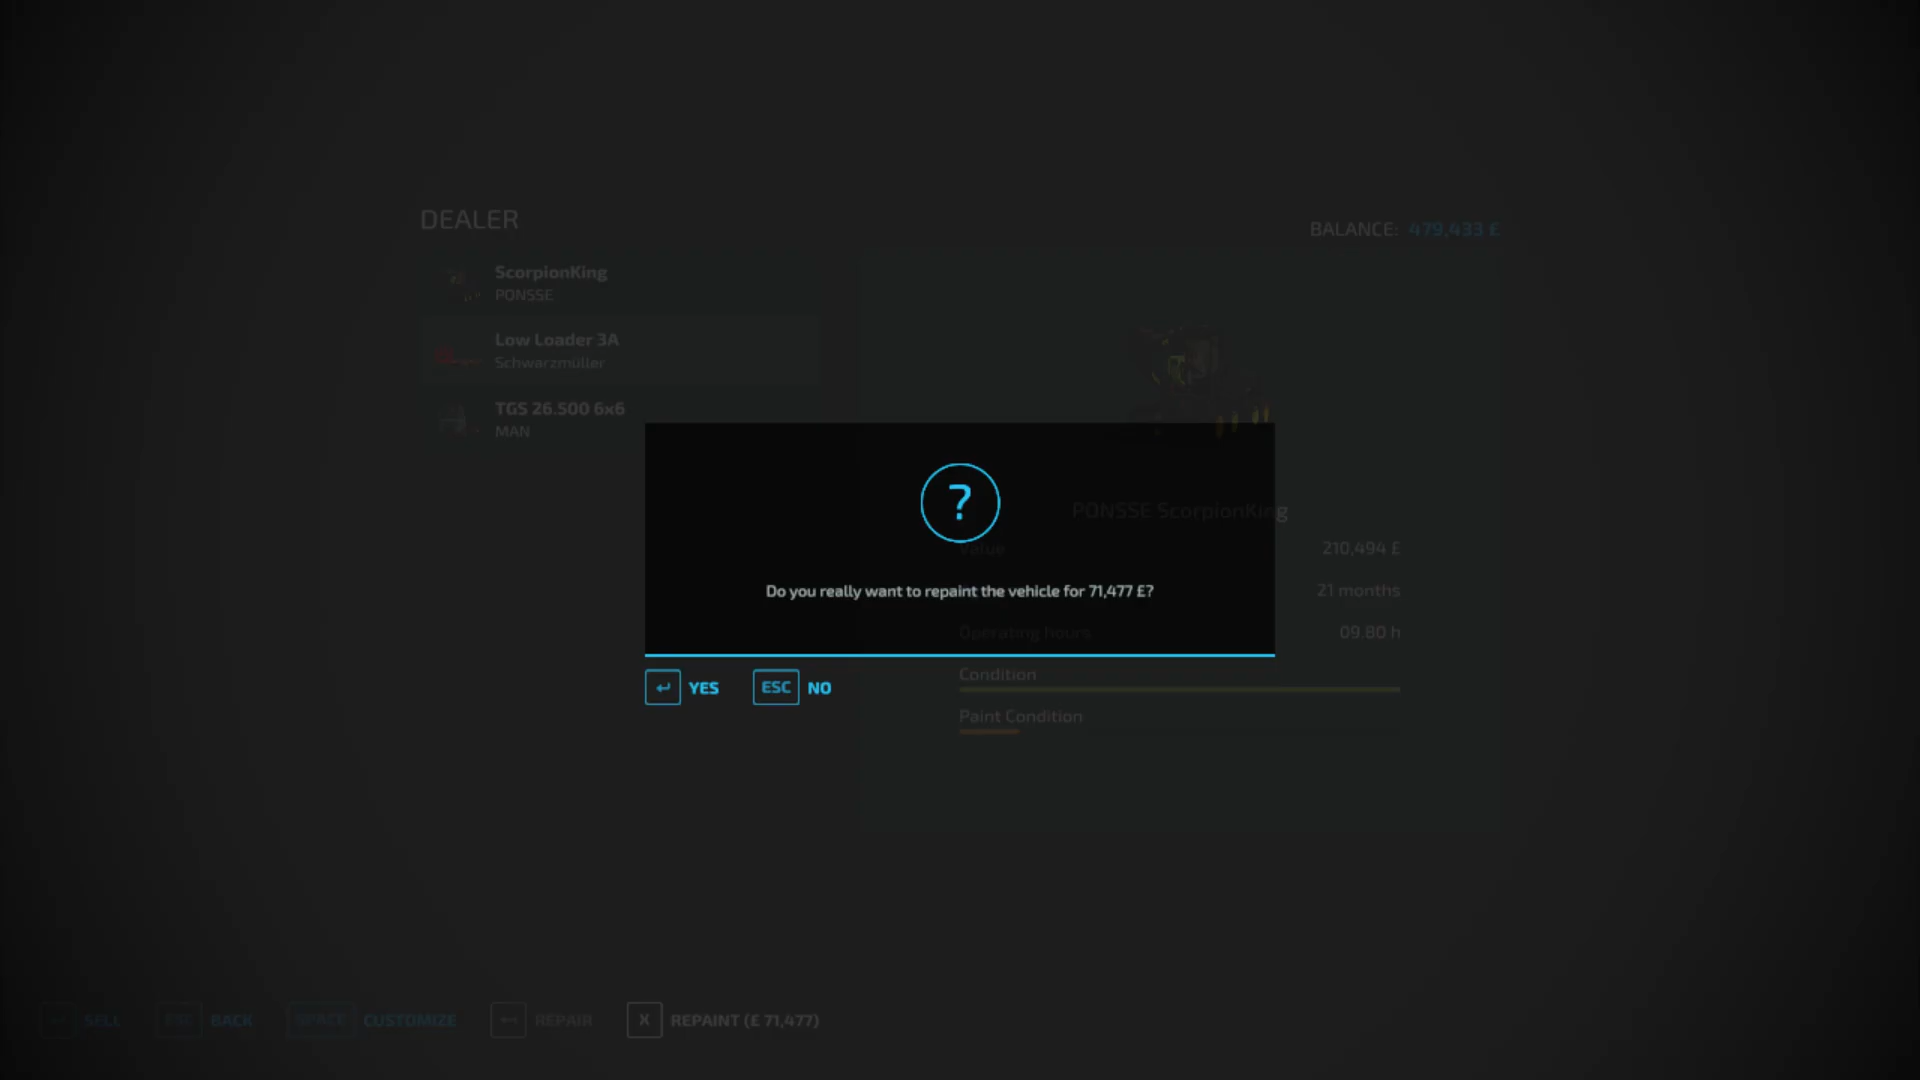 DEALER
BALANCE: 479,433 £
ScorpionKing
PONSSE
Low Loader 3A
Schwarzmüller
TGS 26.500 6x6
MAN
?
PONSSE ScorpionKing
Value
210,494 £
Do you really want to repaint the vehicle for 71,477 £?
21 months
Operating hours
09.80 h
Condition
ESC
YES
NO
Paint Condition
SELL
ESC BACK
SPACE CUSTOMIZE
REPAIR
X REPAINT (£ 71,477)